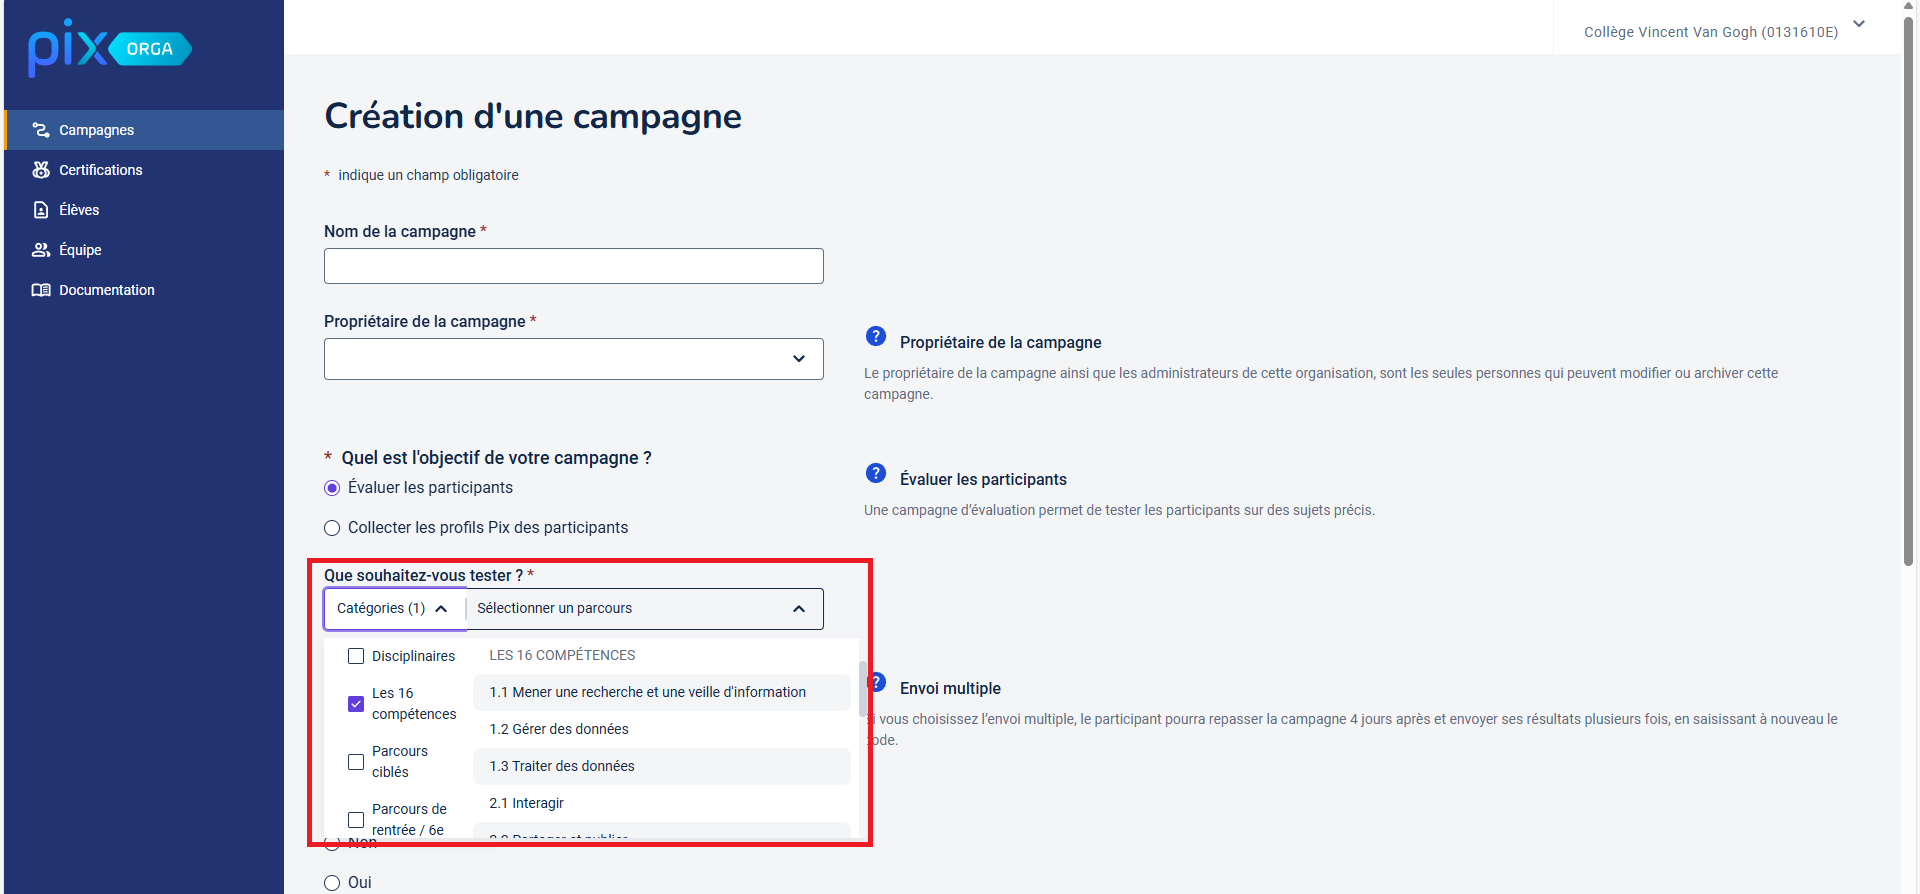 pix ORGA
Collège Vincent Van Gogh (0131610E)
Campagnes
Certifications
Élèves
Équipe
Documentation
Création d'une campagne
* indique un champ obligatoire
Nom de la campagne *
Propriétaire de la campagne *
? Propriétaire de la campagne
Le propriétaire de la campagne ainsi que les administrateurs de cette organisation, sont les seules personnes qui peuvent modifier ou archiver cette
campagne.
* Quel est l'objectif de votre campagne ?
Évaluer les participants
Collecter les profils Pix des participants
? Évaluer les participants
Une campagne d'évaluation permet de tester les participants sur des sujets précis.
Que souhaitez-vous tester ? *
Catégories (1)
Sélectionner un parcours
Disciplinaires
Les 16
compétences
Parcours
ciblés
Parcours de
rentrée / 6e
LES 16 COMPÉTENCES
1.1 Mener une recherche et une veille d'information
1.2 Gérer des données
1.3 Traiter des données
2.1 Interagir
2.2 Partager et publier
? Envoi multiple
i vous choisissez l'envoi multiple, le participant pourra repasser la campagne 4 jours après et envoyer ses résultats plusieurs fois, en saisissant à nouveau le
ode.
Non
Oui